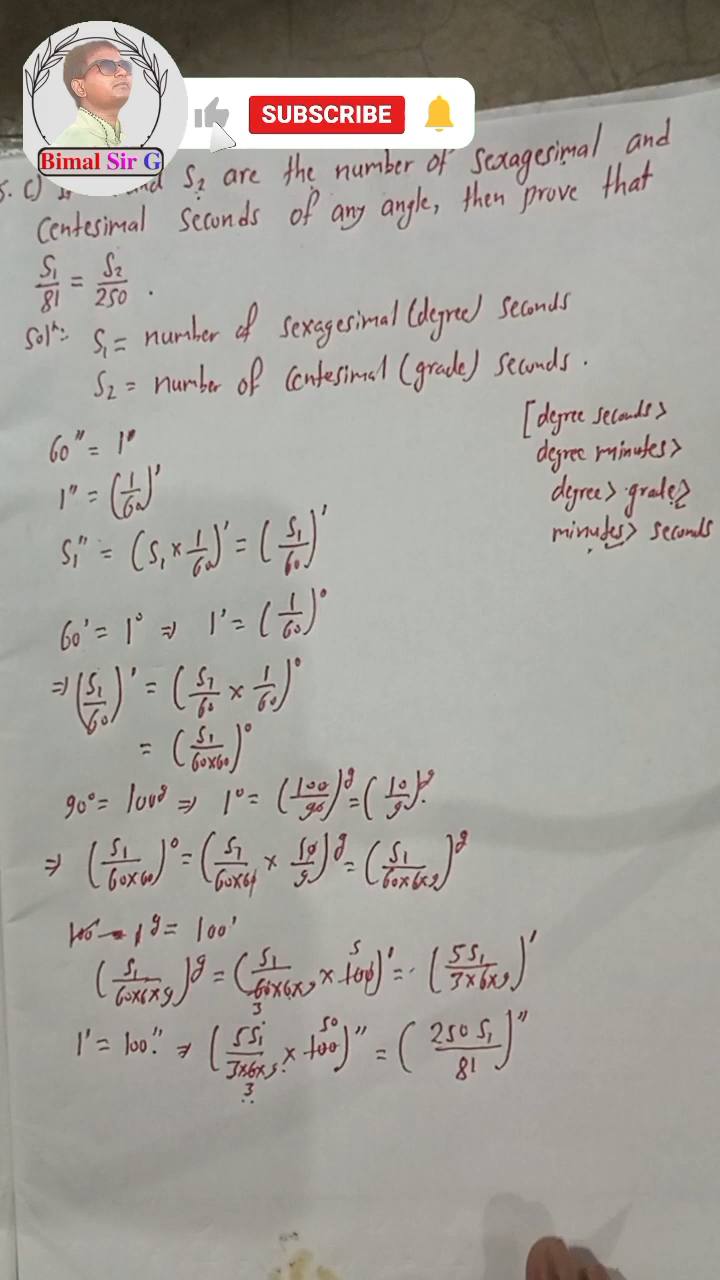 SUBSCRIBE
Bimal Sir G
5. c) S₂ are the number of sexagesimal and
Centesimal seconds of any angle, then prove that
S₁/81 = S₂/250 .
Solⁿ: S₁ = number of sexagesimal (degree) seconds
S₂ = number of Centesimal (grade) seconds.
[degree seconds>
degree minutes>
degree> grade>
minutes> seconds
60" = 1"
1" = (1/60)'
S₁" = (S₁ × 1/60)' = (S₁/60)'
60' = 1° ⇒ 1' = (1/60)°
⇒ (S₁/60)' = (S₁/60 × 1/60)°
= (S₁/60×60)°
90° = 100g ⇒ 1° = (100/90)g = (10/9)g.
⇒ (S₁/60×60)° = (S₁/60×60 × 10/9)g = (S₁/60×6×9)g
1g = 100'
(S₁/60×6×9)g = (S₁/60×6×9 × 100)' = (5S₁/3×6×9)'
1' = 100" ⇒ (5S₁/3×6×9 × 100)" = (250 S₁/81)"